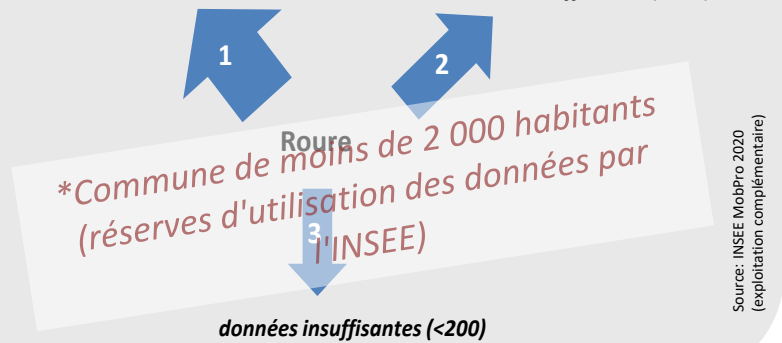 1
2
Roure
*Commune de moins de 2 000 habitants
(réserves d'utilisation des données par
l'INSEE)
3
données insuffisantes (<200)
Source: INSEE MobPro 2020
(exploitation complémentaire)